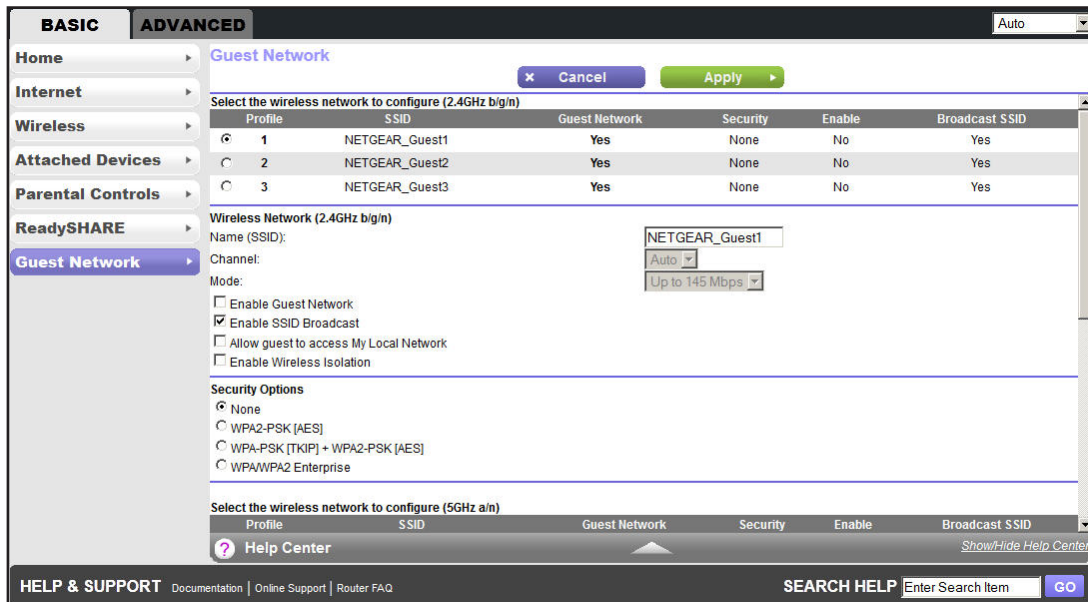 BASIC ADVANCED Auto
Home
Internet
Wireless
Attached Devices
Parental Controls
ReadySHARE
Guest Network
Guest Network
× Cancel Apply
Select the wireless network to configure (2.4GHz b/g/n)
Profile SSID Guest Network Security Enable Broadcast SSID
1 NETGEAR_Guest1 Yes None No Yes
2 NETGEAR_Guest2 Yes None No Yes
3 NETGEAR_Guest3 Yes None No Yes
Wireless Network (2.4GHz b/g/n)
Name (SSID): NETGEAR_Guest1
Channel: Auto
Mode: Up to 145 Mbps
Enable Guest Network
Enable SSID Broadcast
Allow guest to access My Local Network
Enable Wireless Isolation
Security Options
None
WPA2-PSK [AES]
WPA-PSK [TKIP] + WPA2-PSK [AES]
WPA/WPA2 Enterprise
Select the wireless network to configure (5GHz a/n)
Profile SSID Guest Network Security Enable Broadcast SSID
? Help Center Show/Hide Help Center
HELP & SUPPORT Documentation | Online Support | Router FAQ SEARCH HELP Enter Search Item GO